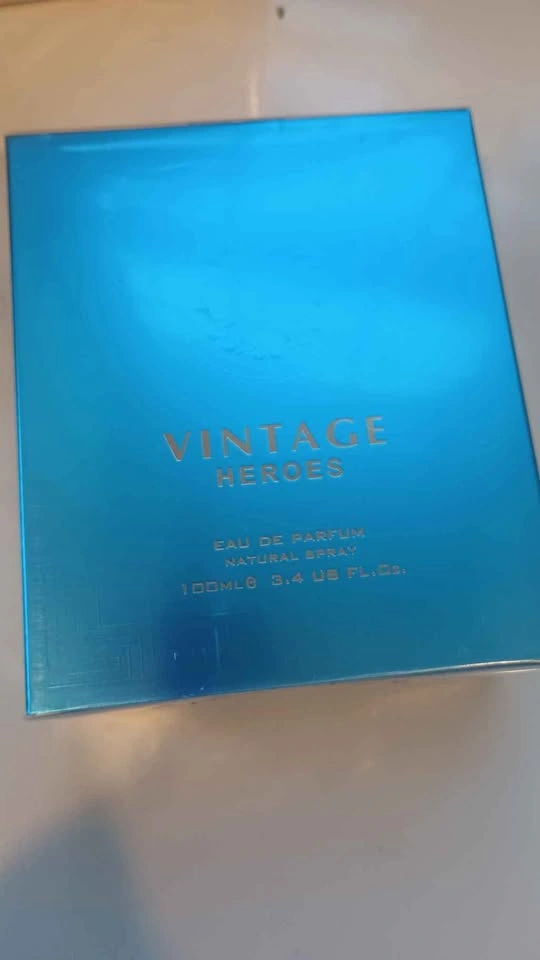 VINTAGE
HEROES
EAU DE PARFUM
NATURAL SPRAY
100ML℮ 3.4 US FL.Oz.